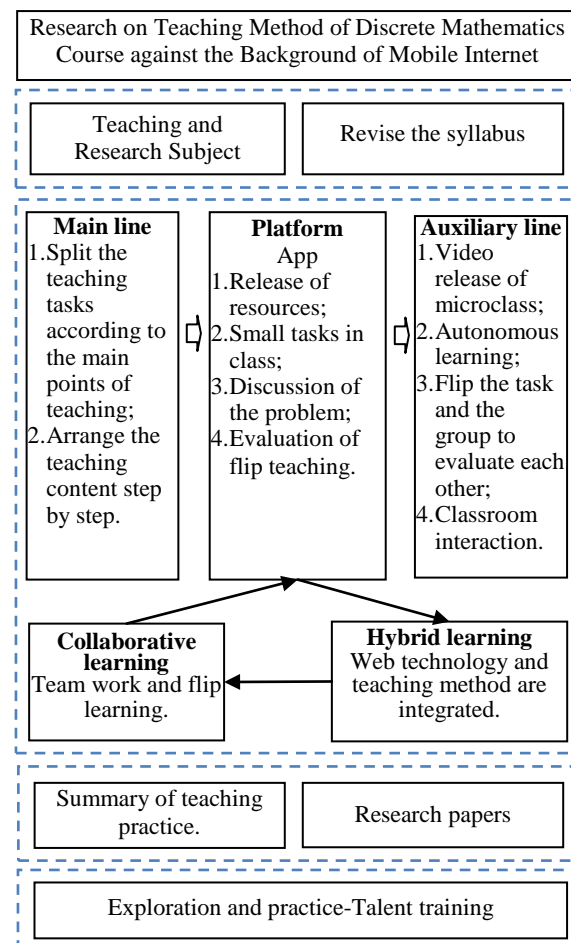 Research on Teaching Method of Discrete Mathematics
Course against the Background of Mobile Internet
Teaching and
Research Subject
Revise the syllabus
Main line
1.Split the
teaching
tasks
according to
the main
points of
teaching;
2.Arrange the
teaching
content step
by step.
Platform
App
1.Release of
resources;
2.Small tasks in
class;
3.Discussion of
the problem;
4.Evaluation of
flip teaching.
Auxiliary line
1.Video
release of
microclass;
2.Autonomous
learning;
3.Flip the task
and the
group to
evaluate each
other;
4.Classroom
interaction.
Collaborative
learning
Team work and flip
learning.
Hybrid learning
Web technology and
teaching method are
integrated.
Summary of teaching
practice.
Research papers
Exploration and practice-Talent training